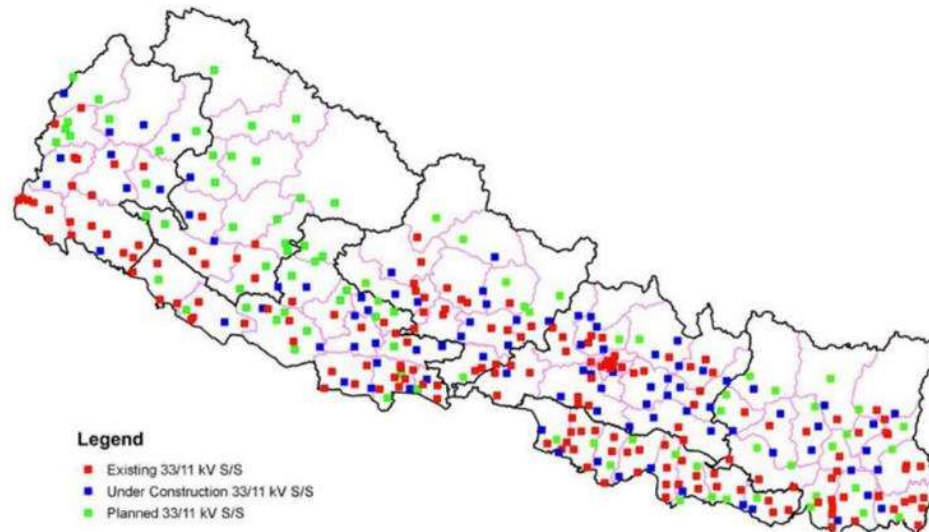 Legend
Existing 33/11 kV S/S
Under Construction 33/11 kV S/S
Planned 33/11 kV S/S